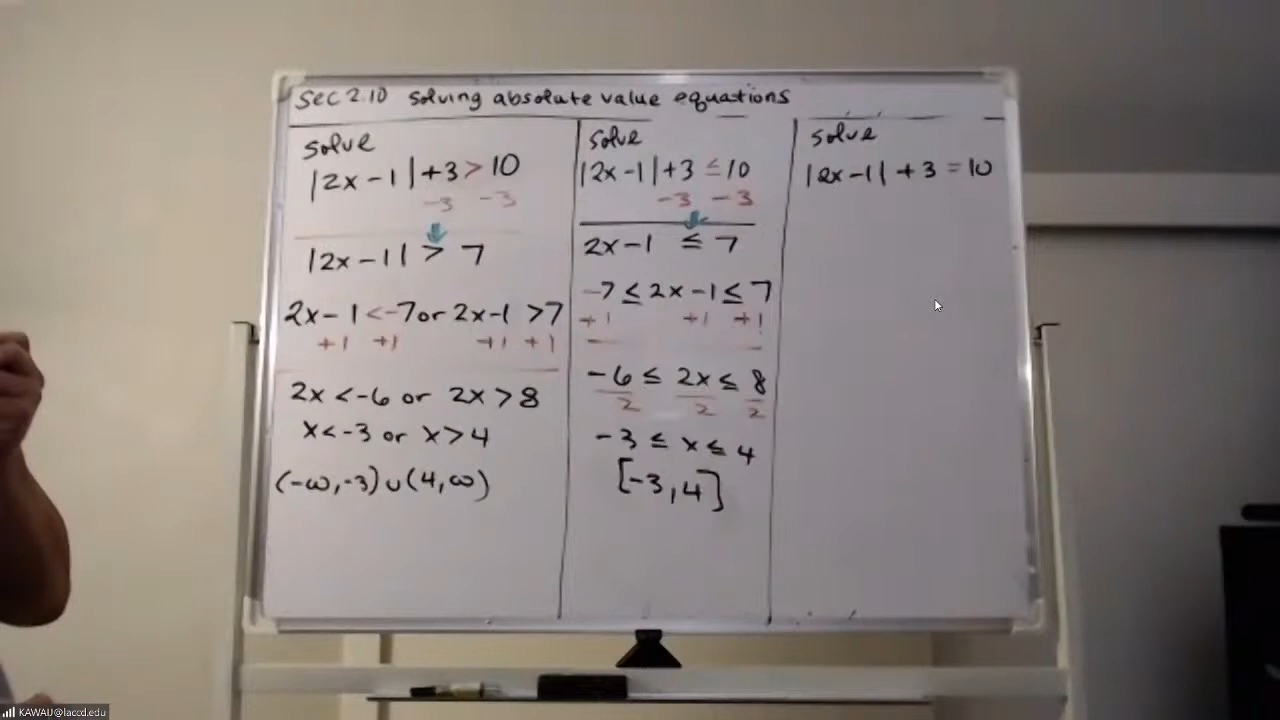 Sec 2.10 Solving absolute value equations
Solve
|2x - 1| + 3 > 10
-3 -3
|2x - 1| > 7
2x - 1 < -7 or 2x - 1 > 7
+1 +1 +1 +1
2x < -6 or 2x > 8
x < -3 or x > 4
(-∞, -3) ∪ (4, ∞)
Solve
|2x - 1| + 3 ≤ 10
-3 -3
2x - 1 ≤ 7
-7 ≤ 2x - 1 ≤ 7
+1 +1 +1
-6 ≤ 2x ≤ 8
2 2 2
-3 ≤ x ≤ 4
[-3, 4]
Solve
|2x - 1| + 3 = 10
KAWAIJ@laccd.edu